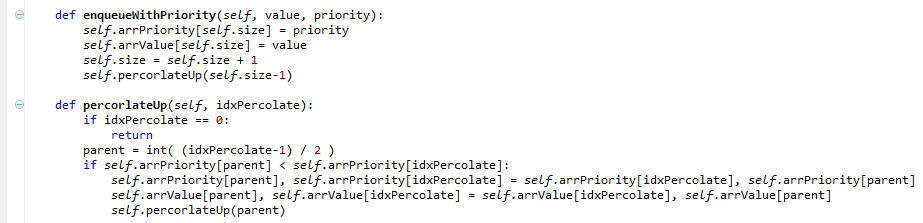 def enqueueWithPriority(self, value, priority):
self.arrPriority[self.size] = priority
self.arrValue[self.size] = value
self.size = self.size + 1
self.percorlateUp(self.size-1)
def percorlateUp(self, idxPercolate):
if idxPercolate == 0:
return
parent = int( (idxPercolate-1) / 2 )
if self.arrPriority[parent] < self.arrPriority[idxPercolate]:
self.arrPriority[parent], self.arrPriority[idxPercolate] = self.arrPriority[idxPercolate], self.arrPriority[parent]
self.arrValue[parent], self.arrValue[idxPercolate] = self.arrValue[idxPercolate], self.arrValue[parent]
self.percorlateUp(parent)